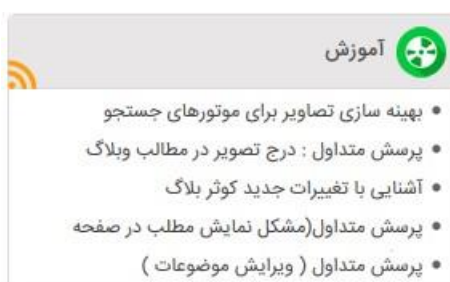 آموزش
بهینه سازی تصاویر برای موتورهای جستجو
پرسش متداول : درج تصویر در مطالب وبلاگ
آشنایی با تغییرات جدید کوثر بلاگ
پرسش متداول(مشکل نمایش مطلب در صفحه
پرسش متداول ( ویرایش موضوعات )